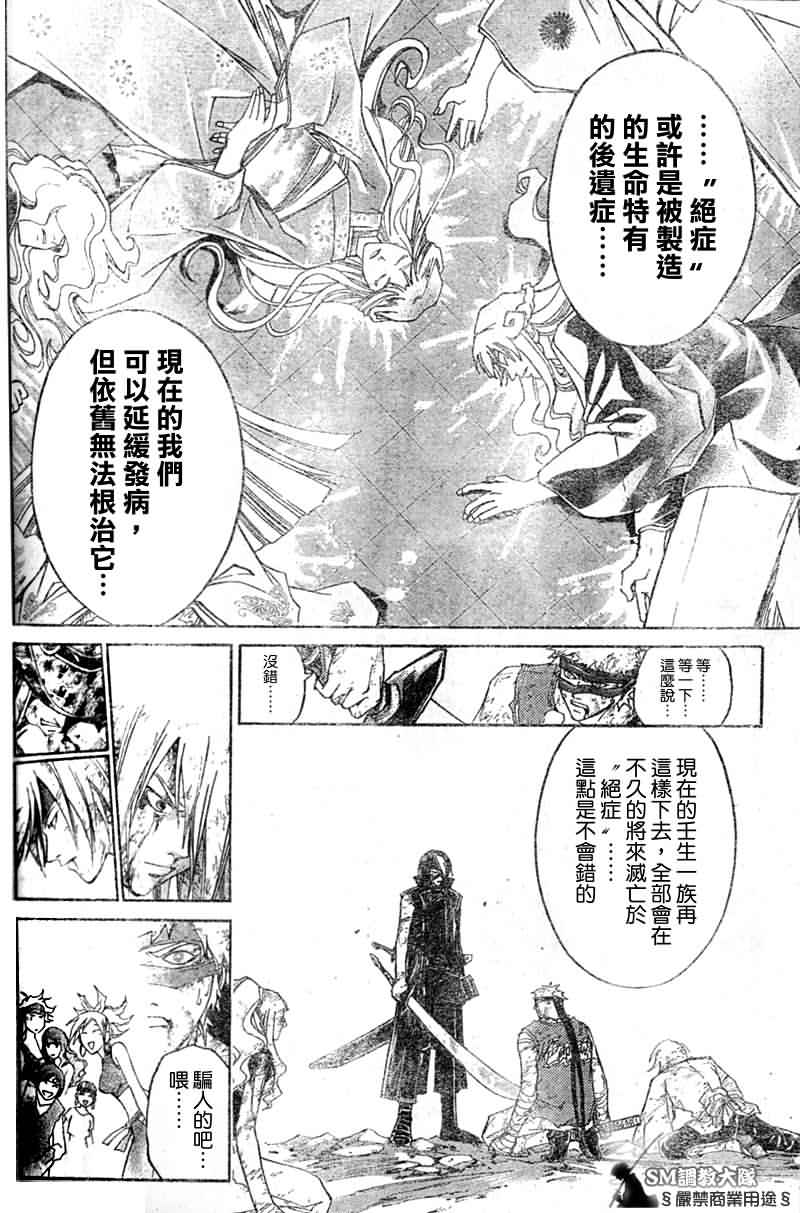 ……〝絕症〞
或許是被製造
的生命特有
的後遺症……
現在的我們
可以延緩發病，
但依舊無法根治它…
等……
等一下…
這麼說…
沒錯…
現在的壬生一族再
這樣下去，全部會在
不久的將來滅亡於
〝絕症〞……
這點是不會錯的
騙人的吧…
喂……
SM調教大隊
§嚴禁商業用途§